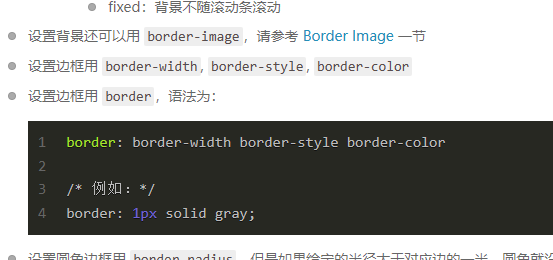 fixed：背景不随滚动条滚动
设置背景还可以用 border-image，请参考 Border Image 一节
设置边框用 border-width, border-style, border-color
设置边框用 border，语法为：
1 border: border-width border-style border-color
2
3 /* 例如：*/
4 border: 1px solid gray;
设置圆角边框用 border-radius，但是如果给定的半径大于对应边的一半，圆角就